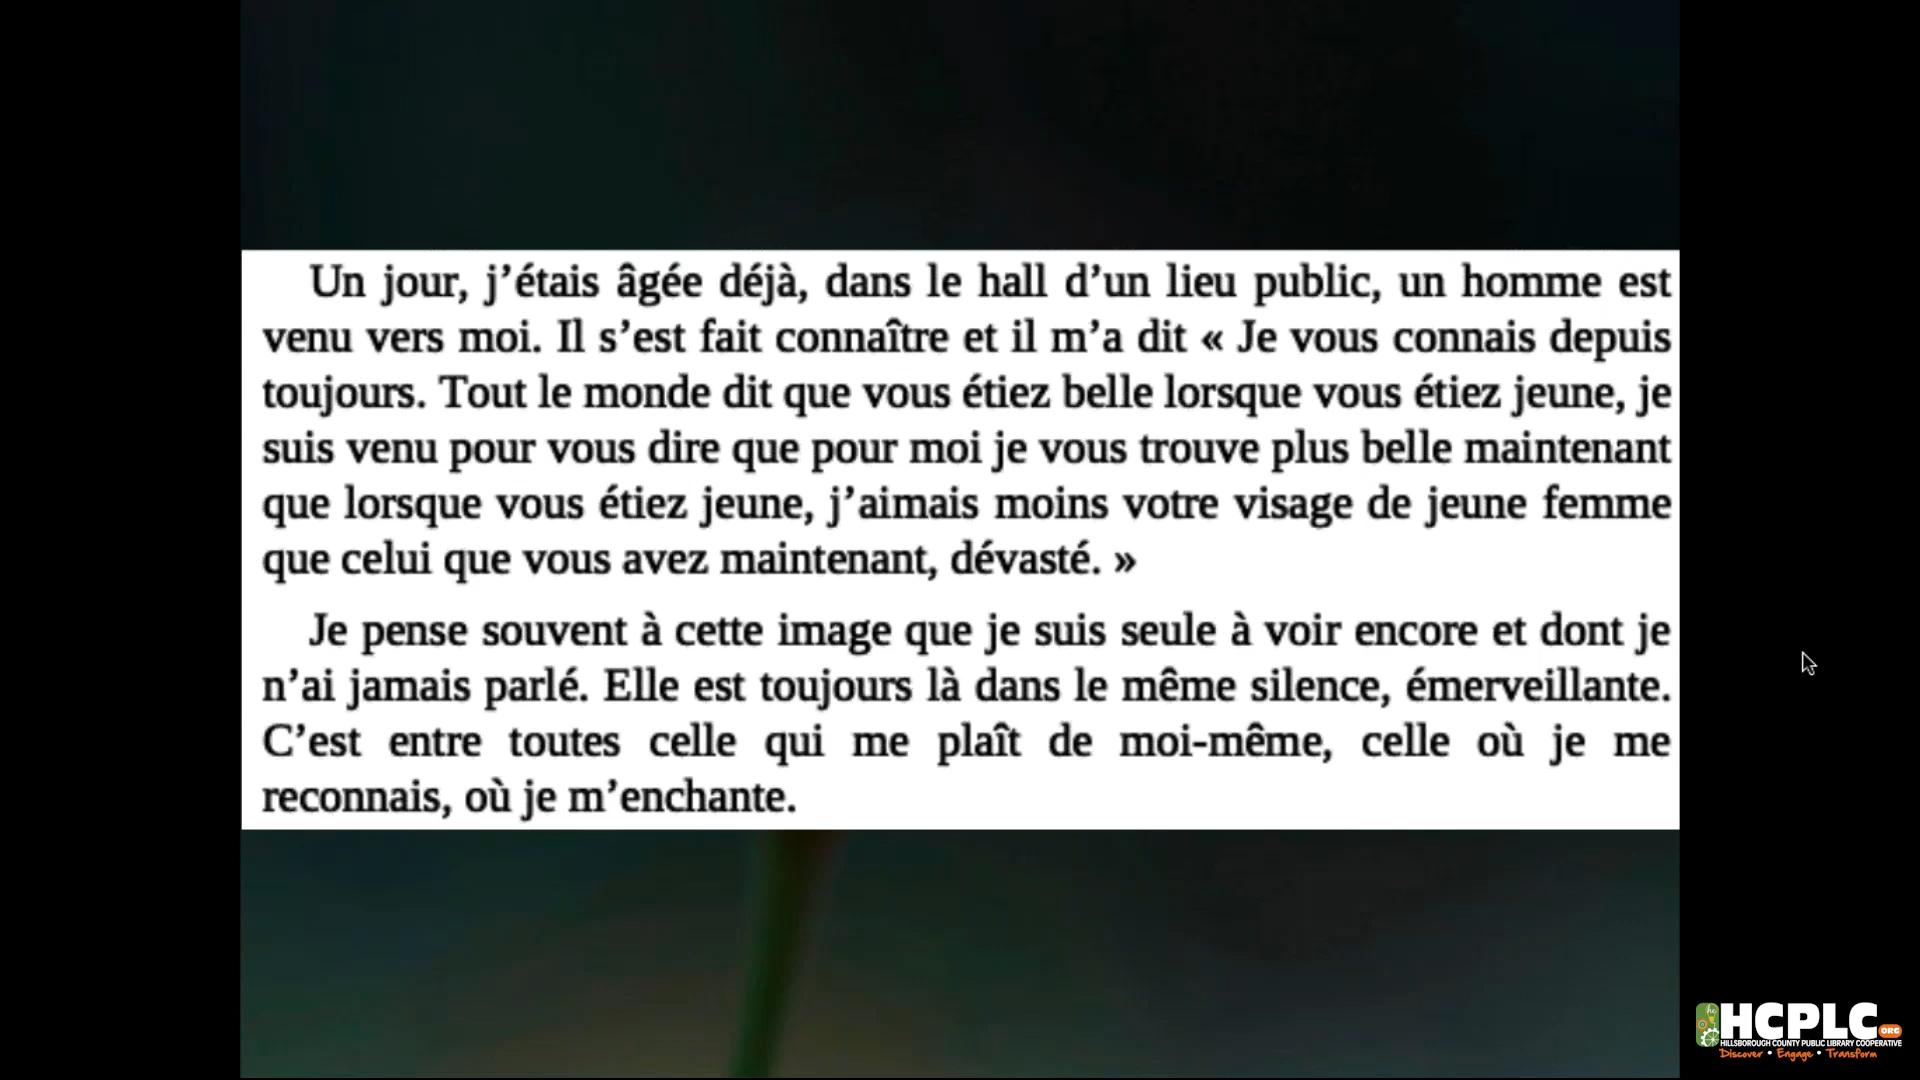 Un jour, j’étais âgée déjà, dans le hall d’un lieu public, un homme est
venu vers moi. Il s’est fait connaître et il m’a dit « Je vous connais depuis
toujours. Tout le monde dit que vous étiez belle lorsque vous étiez jeune, je
suis venu pour vous dire que pour moi je vous trouve plus belle maintenant
que lorsque vous étiez jeune, j’aimais moins votre visage de jeune femme
que celui que vous avez maintenant, dévasté. »
Je pense souvent à cette image que je suis seule à voir encore et dont je
n’ai jamais parlé. Elle est toujours là dans le même silence, émerveillante.
C’est entre toutes celle qui me plaît de moi-même, celle où je me
reconnais, où je m’enchante.
hc
HCPLC.ORG
HILLSBOROUGH COUNTY PUBLIC LIBRARY COOPERATIVE
Discover • Engage • Transform